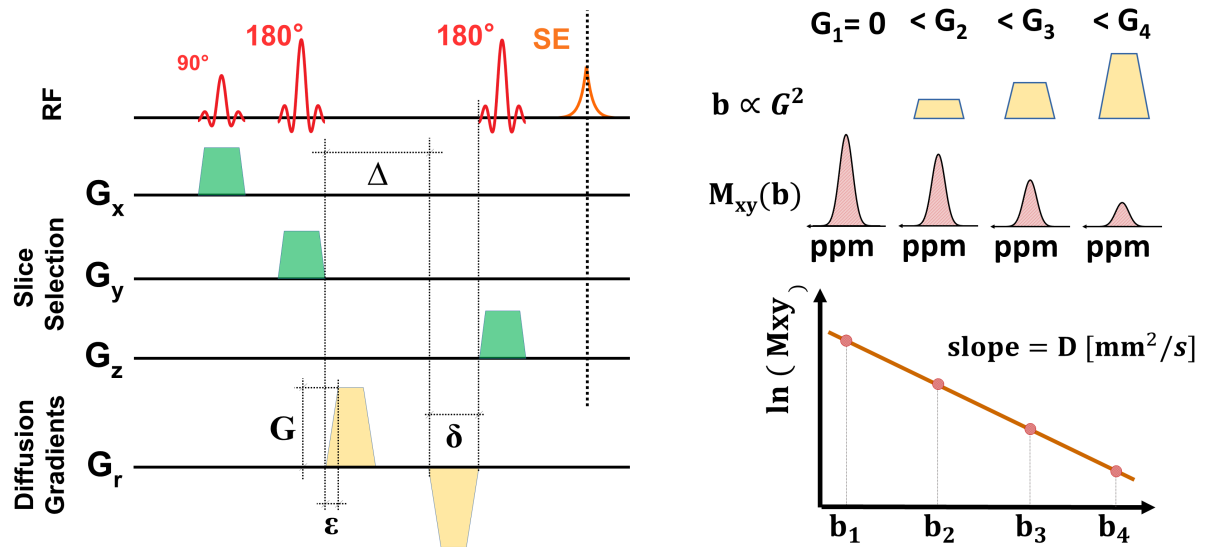 90°
180°
180°
SE
RF
Δ
Gx
Slice
Selection
Gy
Gz
Diffusion
Gradients
G
δ
Gr
ε
G₁= 0
< G₂
< G₃
< G₄
b ∝ G²
Mxy(b)
ppm
ppm
ppm
ppm
ln ( Mxy )
slope = D [mm²/s]
b₁
b₂
b₃
b₄